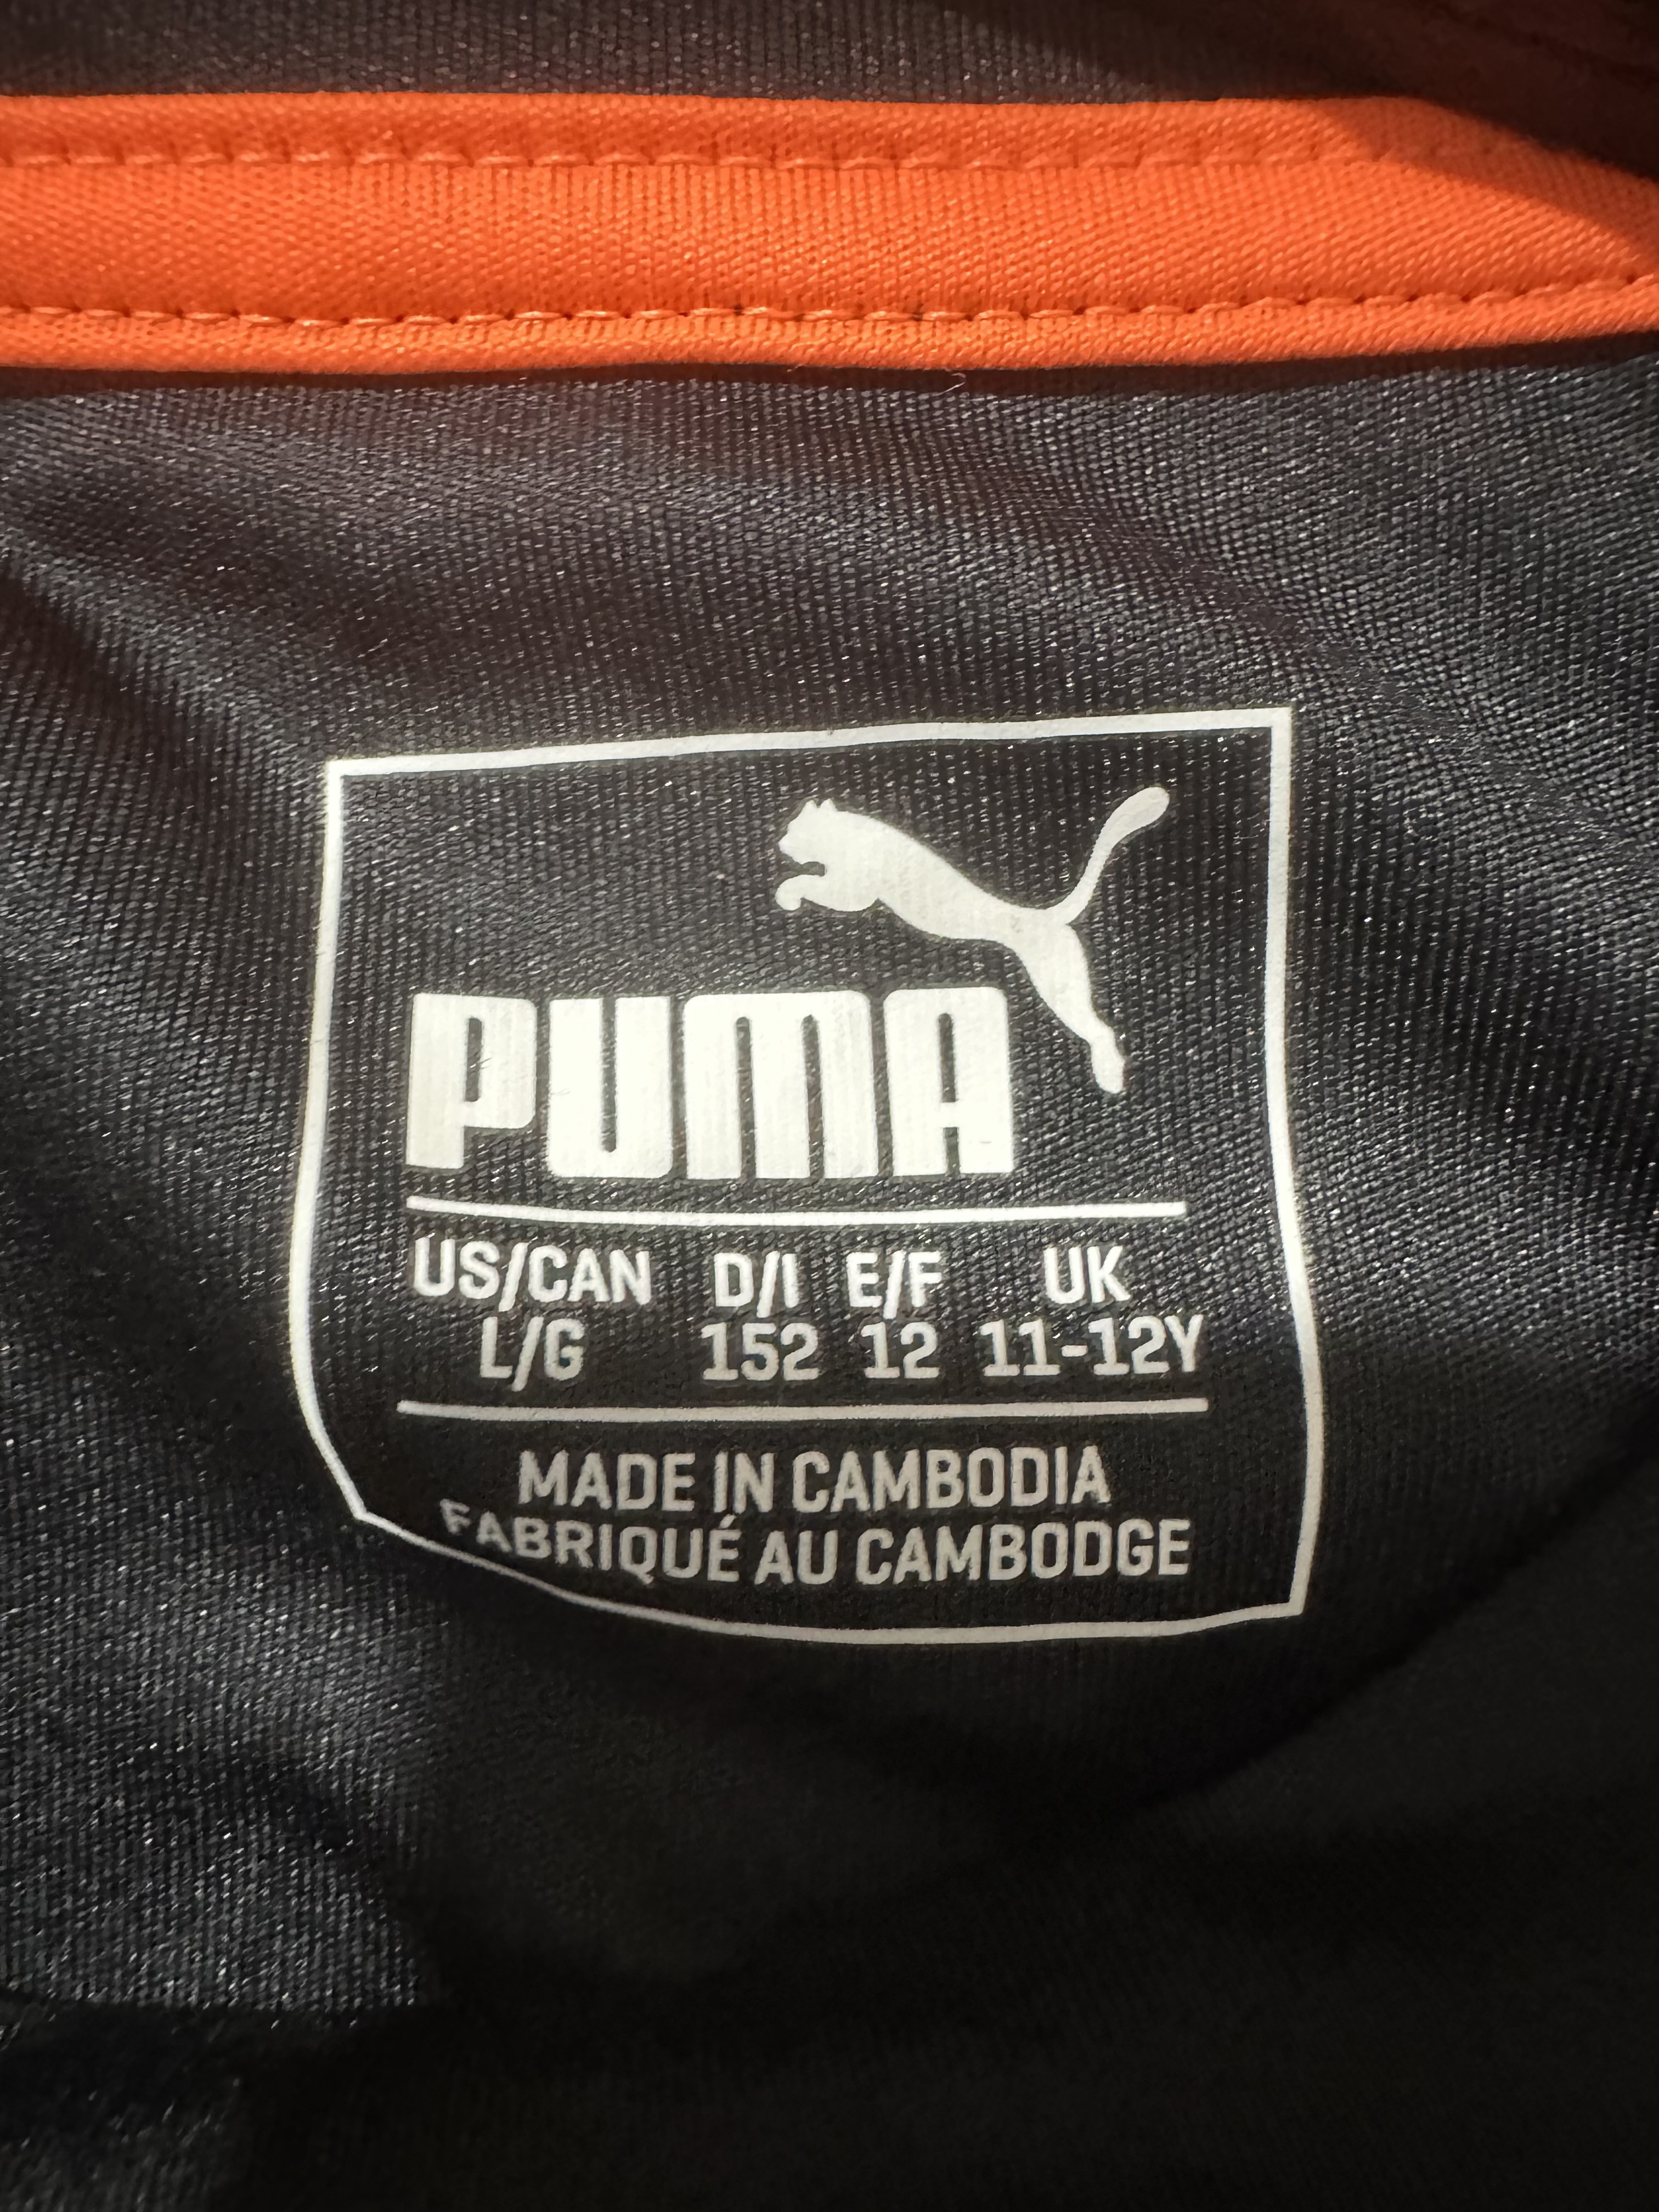 PUMA
US/CAN D/I E/F UK
L/G 152 12 11-12Y
MADE IN CAMBODIA
FABRIQUÉ AU CAMBODGE